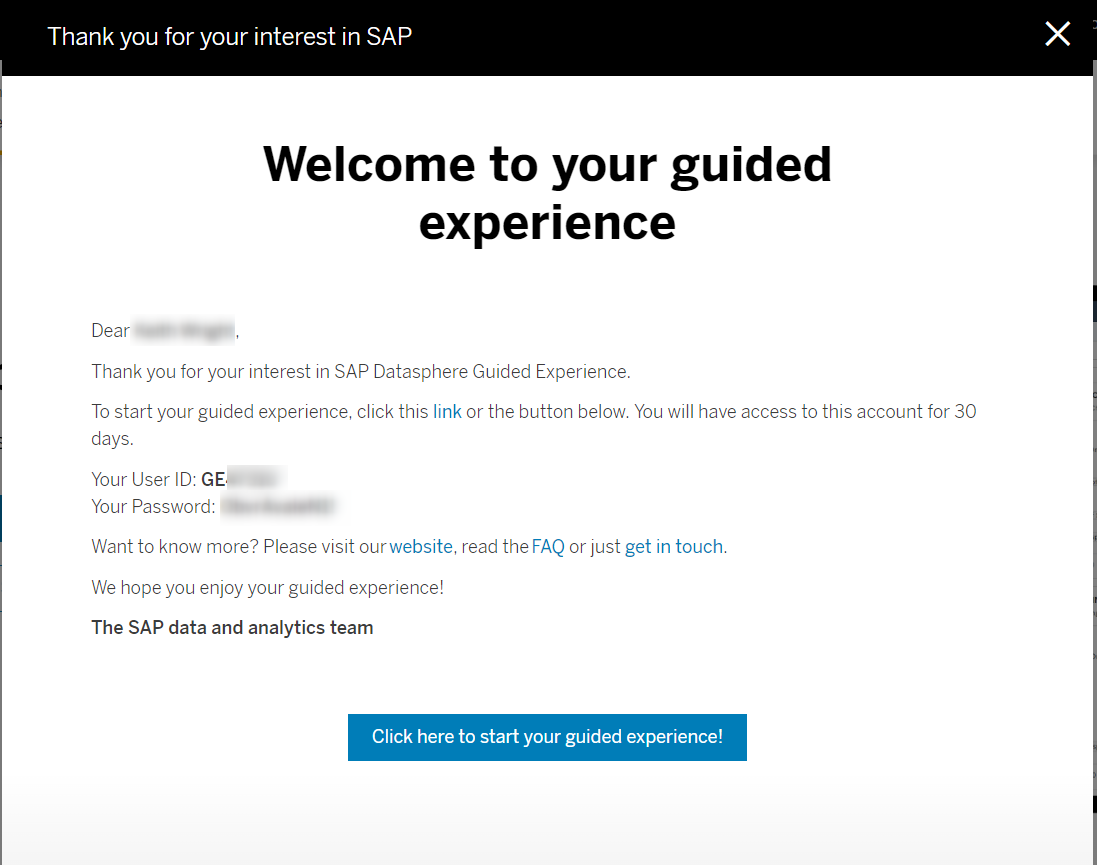 Thank you for your interest in SAP
Welcome to your guided
experience
Dear ,
Thank you for your interest in SAP Datasphere Guided Experience.
To start your guided experience, click this link or the button below. You will have access to this account for 30
days.
Your User ID: GE
Your Password:
Want to know more? Please visit our website, read the FAQ or just get in touch.
We hope you enjoy your guided experience!
The SAP data and analytics team
Click here to start your guided experience!